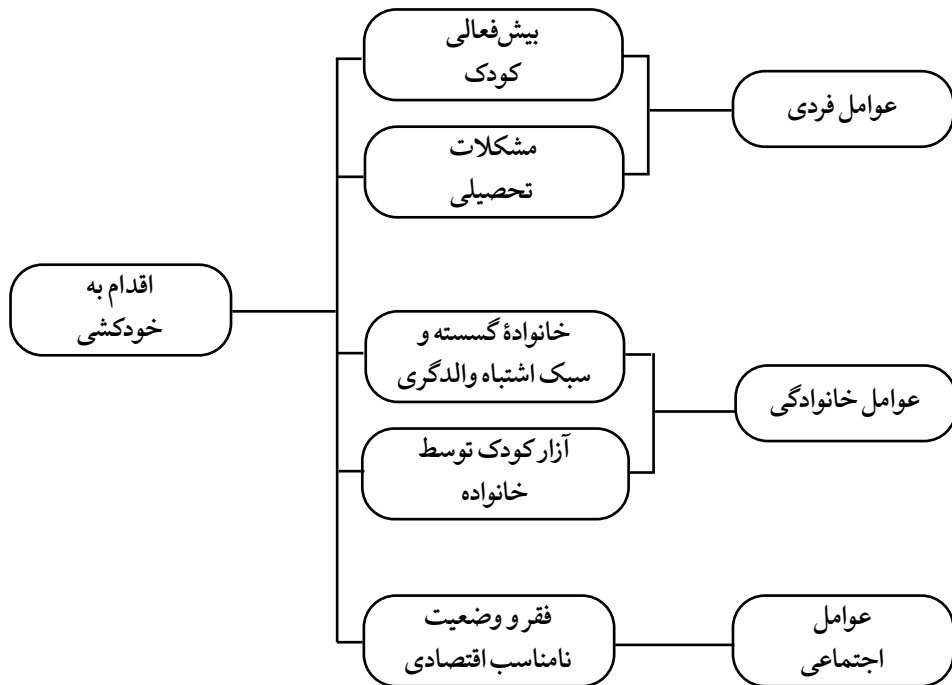 عوامل فردی
بیش‌فعالی
کودک
مشکلات
تحصیلی
عوامل خانوادگی
خانوادهٔ گسسته و
سبک اشتباه والدگری
آزار کودک توسط
خانواده
عوامل
اجتماعی
فقر و وضعیت
نامناسب اقتصادی
اقدام به
خودکشی